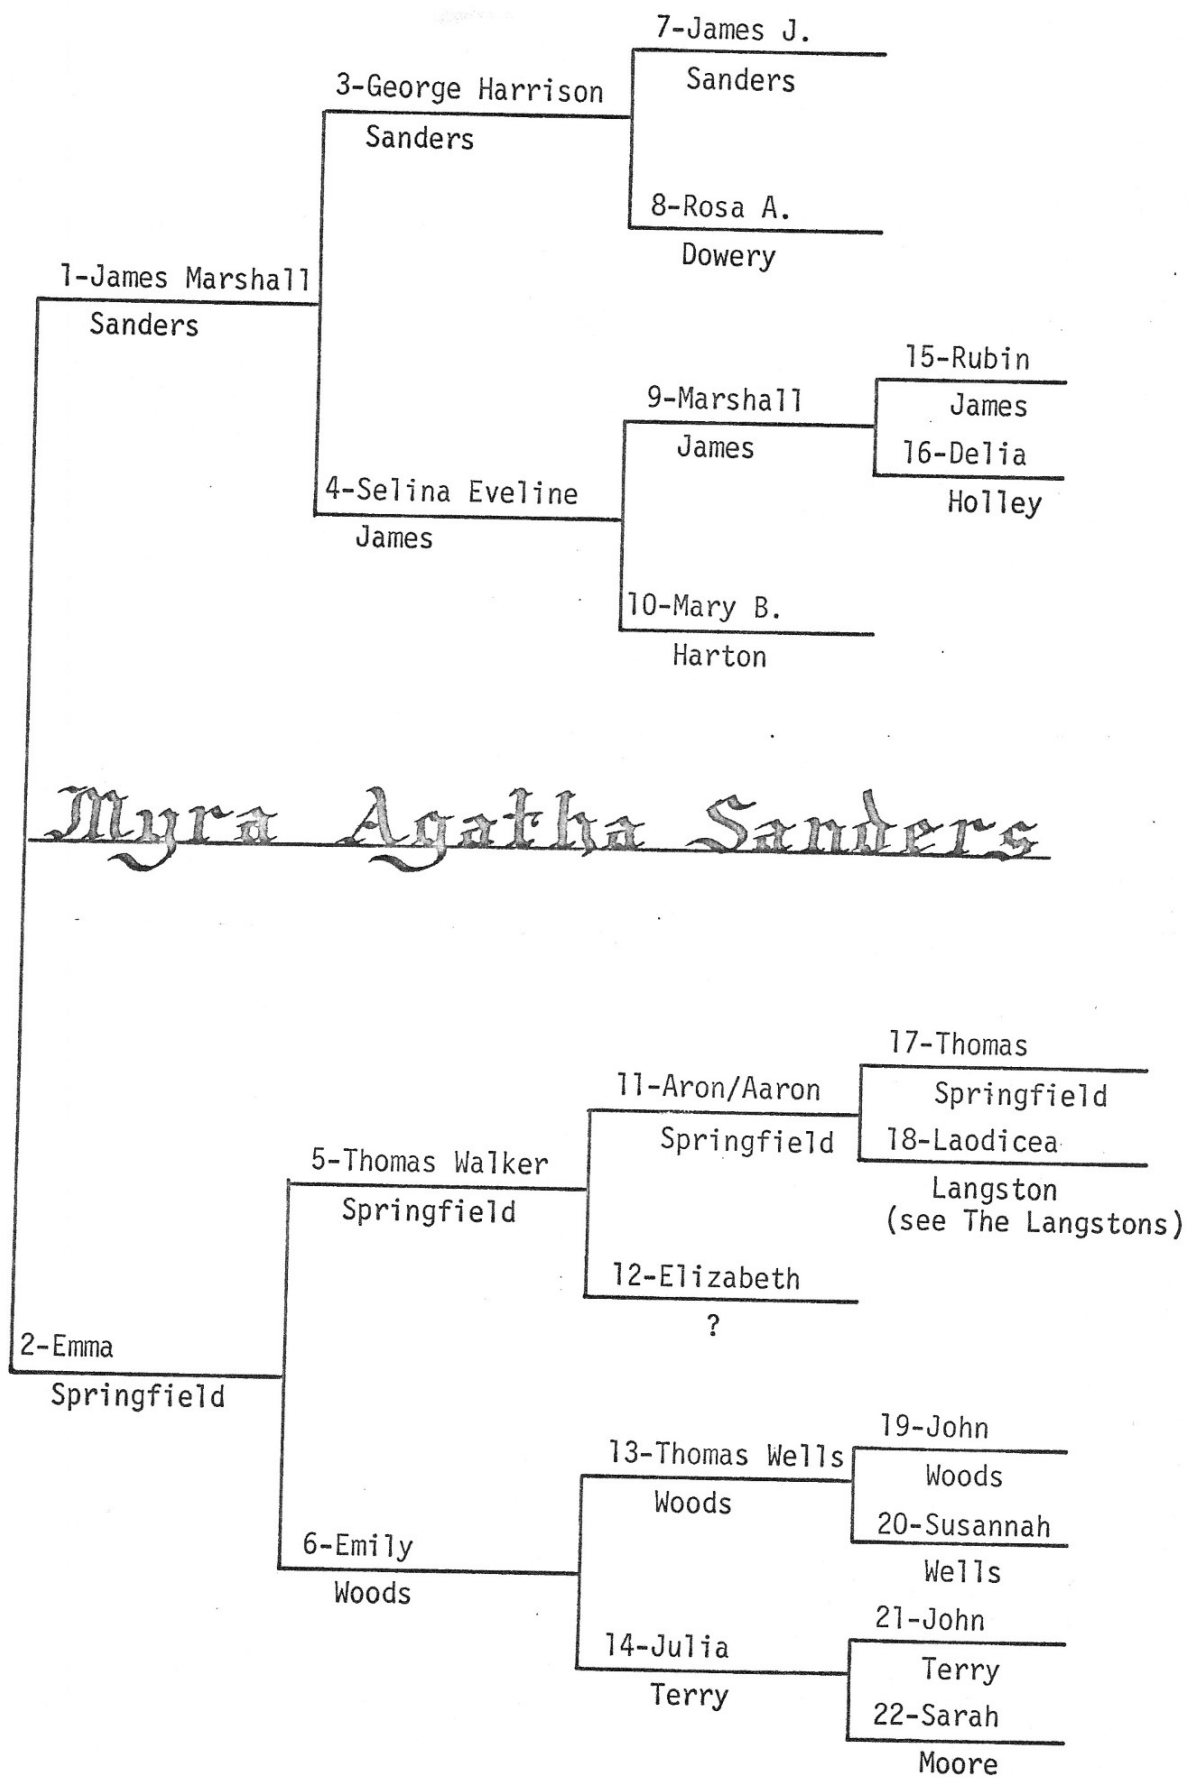 7-James J.
Sanders
3-George Harrison
Sanders
8-Rosa A.
Dowery
1-James Marshall
Sanders
15-Rubin
James
9-Marshall
James
16-Delia
Holley
4-Selina Eveline
James
10-Mary B.
Harton
Myra Agatha Sanders
17-Thomas
Springfield
11-Aron/Aaron
Springfield
18-Laodicea
Langston
(see The Langstons)
5-Thomas Walker
Springfield
12-Elizabeth
?
2-Emma
Springfield
19-John
Woods
13-Thomas Wells
Woods
20-Susannah
Wells
6-Emily
Woods
21-John
Terry
14-Julia
Terry
22-Sarah
Moore